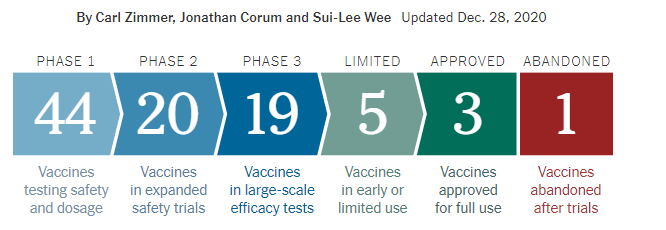 By Carl Zimmer, Jonathan Corum and Sui-Lee Wee Updated Dec. 28, 2020
PHASE 1 PHASE 2 PHASE 3 LIMITED APPROVED ABANDONED
44 20 19 5 3 1
Vaccines Vaccines Vaccines Vaccines Vaccines Vaccines
testing safety in expanded in large-scale in early or approved abandoned
and dosage safety trials efficacy tests limited use for full use after trials